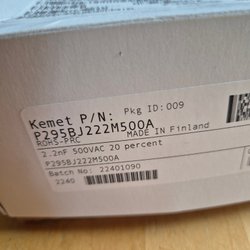 Kemet P/N: Pkg ID:009
P295BJ222M500A
ROHS-PRC MADE IN Finland
2.2nF 500VAC 20 percent
P295BJ222M500A
Batch No: 22401090
2240